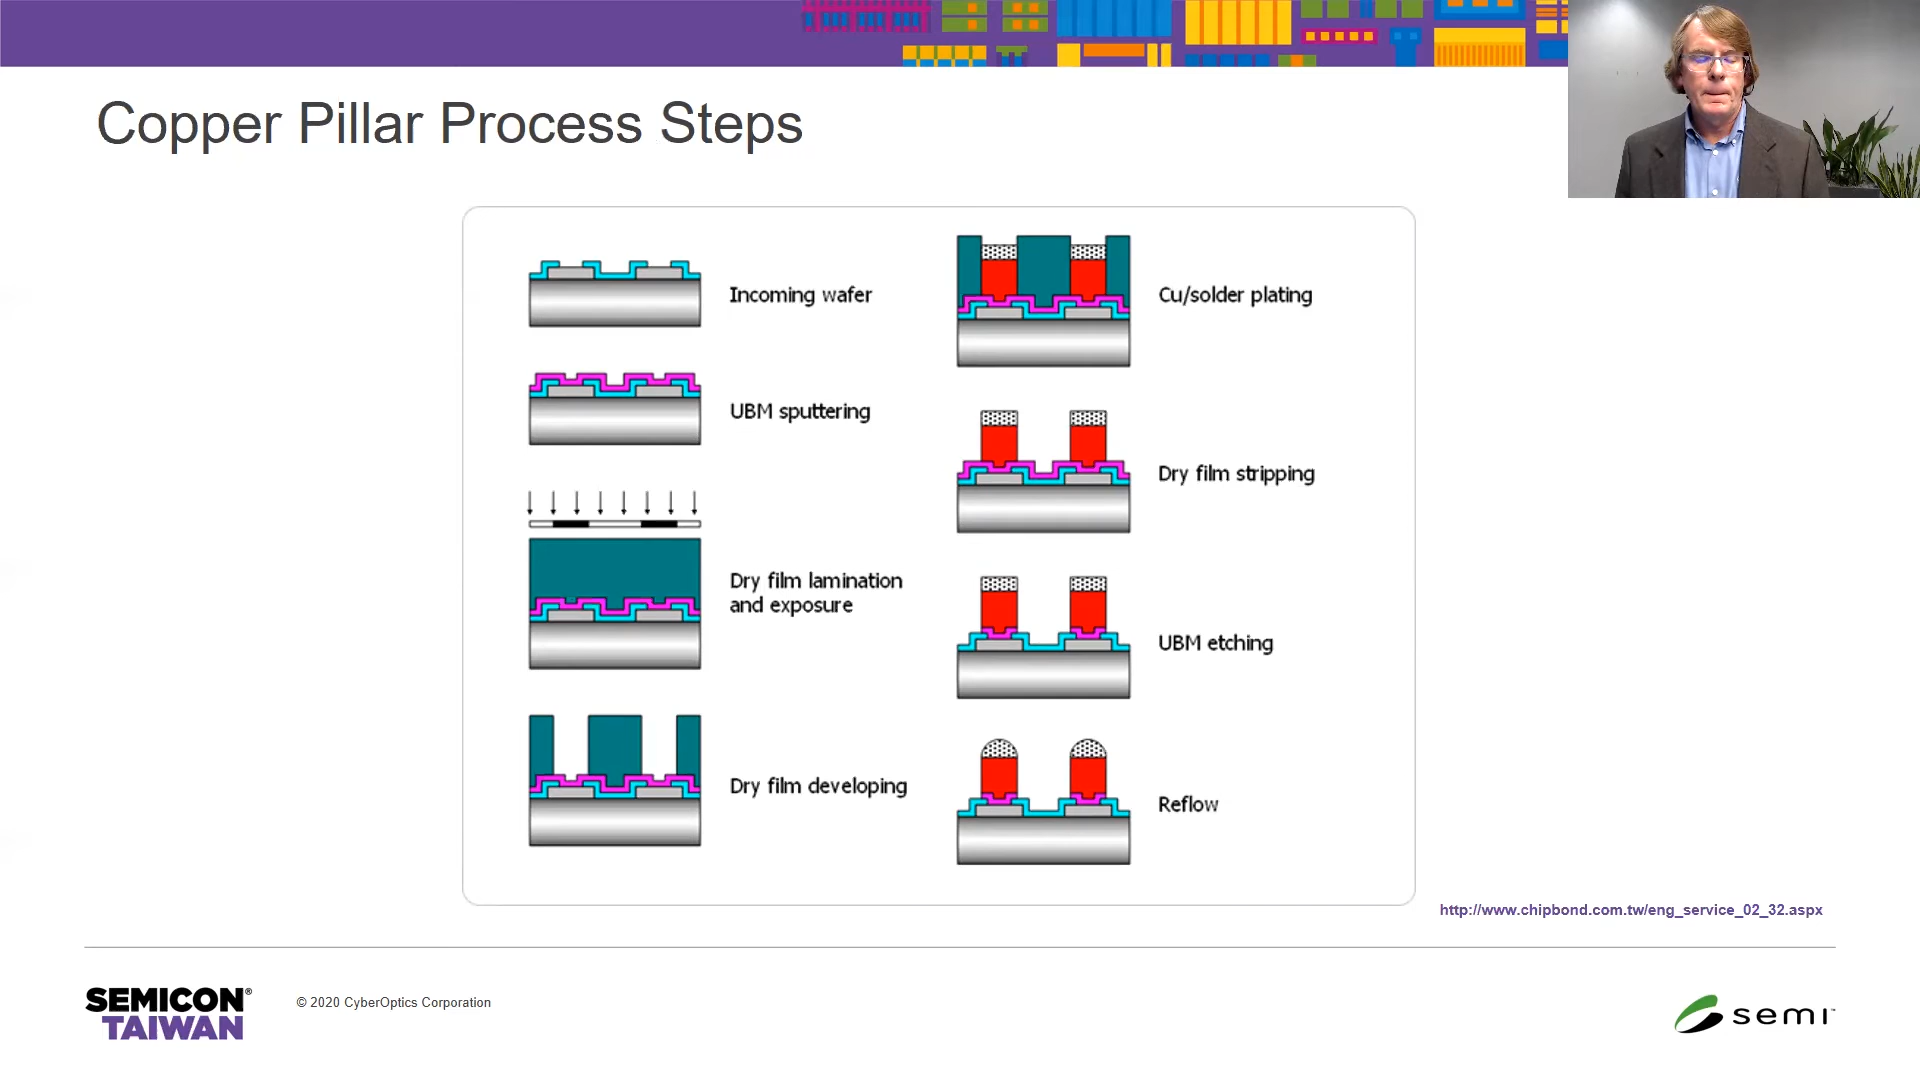 Copper Pillar Process Steps
Incoming wafer
UBM sputtering
Dry film lamination
and exposure
Dry film developing
Cu/solder plating
Dry film stripping
UBM etching
Reflow
http://www.chipbond.com.tw/eng_service_02_32.aspx
SEMICON®
TAIWAN
© 2020 CyberOptics Corporation
semi™